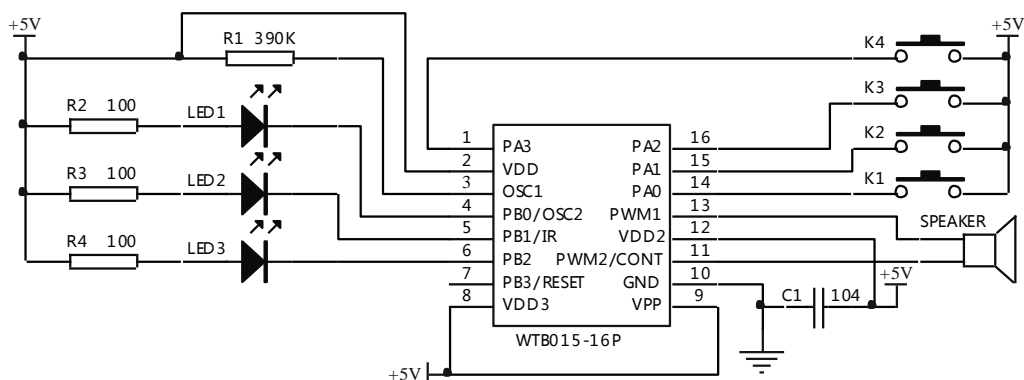 +5V
R1 390K
K4
+5V
R2 100
LED1
K3
R3 100
LED2
K2
R4 100
LED3
K1
1 PA3
2 VDD
3 OSC1
4 PB0/OSC2
5 PB1/IR
6 PB2
7 PB3/RESET
8 VDD3
PA2 16
PA1 15
PA0 14
PWM1 13
VDD2 12
PWM2/CONT 11
GND 10
VPP 9
SPEAKER
+5V
C1 104
WTB015-16P
+5V